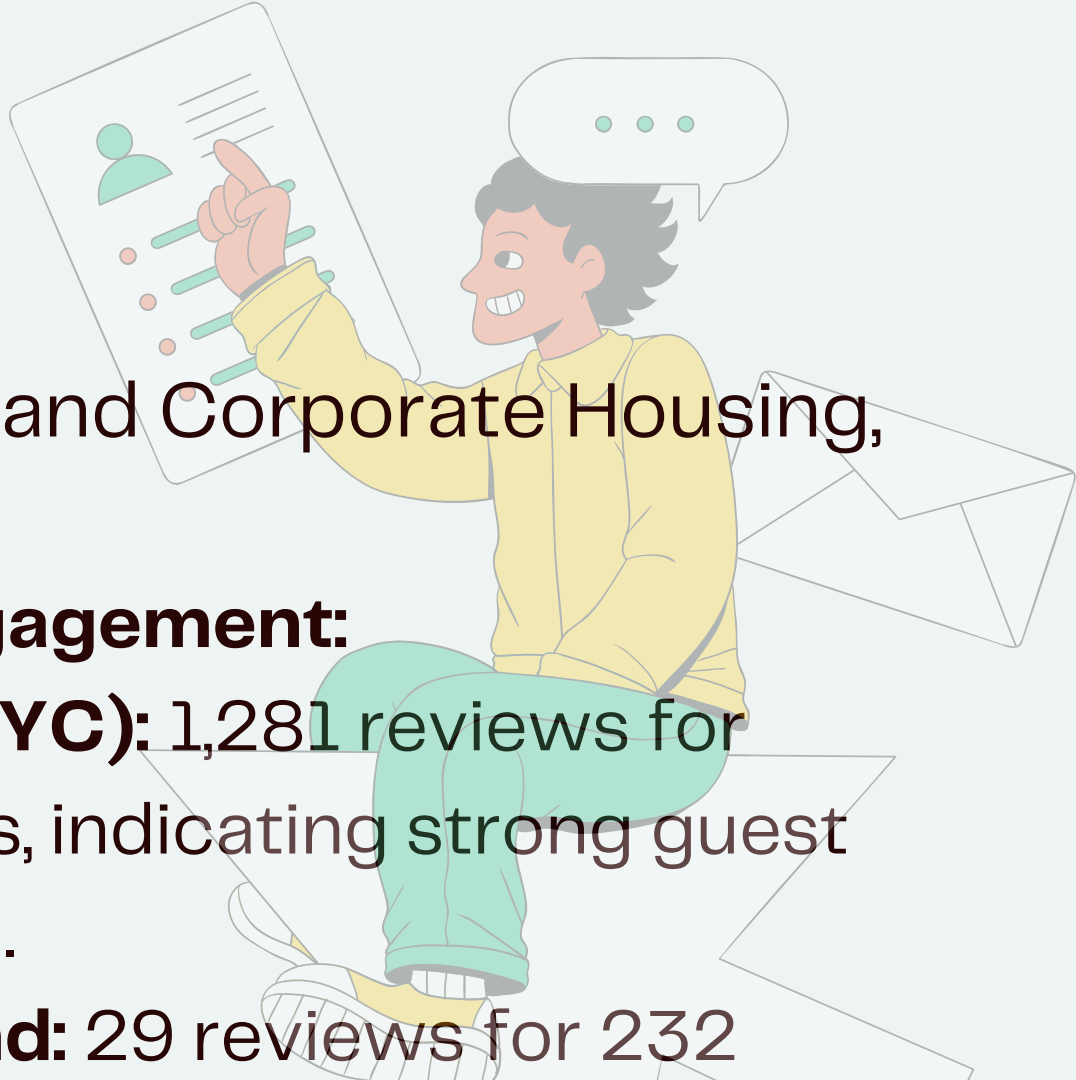 and Corporate Housing,
gagement:
YC): 1,281 reviews for
s, indicating strong guest
.
d: 29 reviews for 232